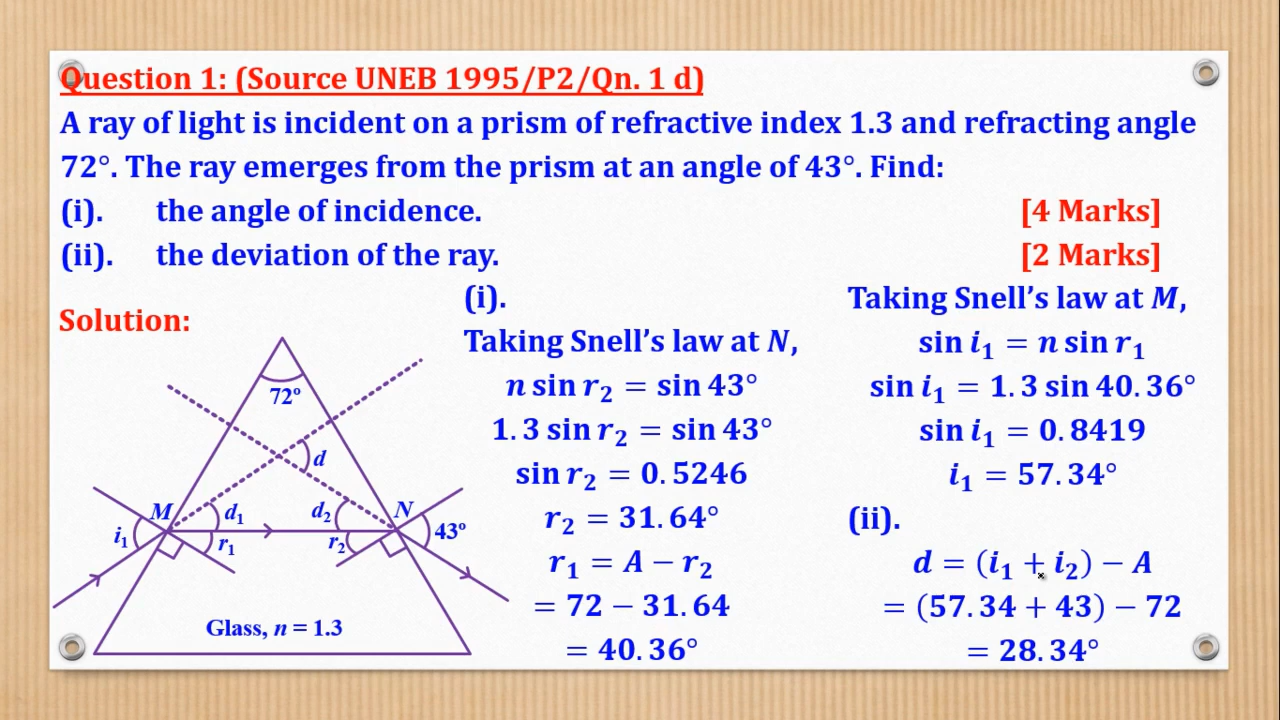 Question 1: (Source UNEB 1995/P2/Qn. 1 d)
A ray of light is incident on a prism of refractive index 1.3 and refracting angle
72°. The ray emerges from the prism at an angle of 43°. Find:
(i). the angle of incidence. [4 Marks]
(ii). the deviation of the ray. [2 Marks]
Solution:
72º
d
M
N
i₁
d₁
r₁
d₂
r₂
43º
Glass, n = 1.3
(i).
Taking Snell’s law at N,
n sin r₂ = sin 43°
1.3 sin r₂ = sin 43°
sin r₂ = 0.5246
r₂ = 31.64°
r₁ = A − r₂
= 72 − 31.64
= 40.36°
Taking Snell’s law at M,
sin i₁ = n sin r₁
sin i₁ = 1.3 sin 40.36°
sin i₁ = 0.8419
i₁ = 57.34°
(ii).
d = (i₁ + i₂) − A
= (57.34 + 43) − 72
= 28.34°